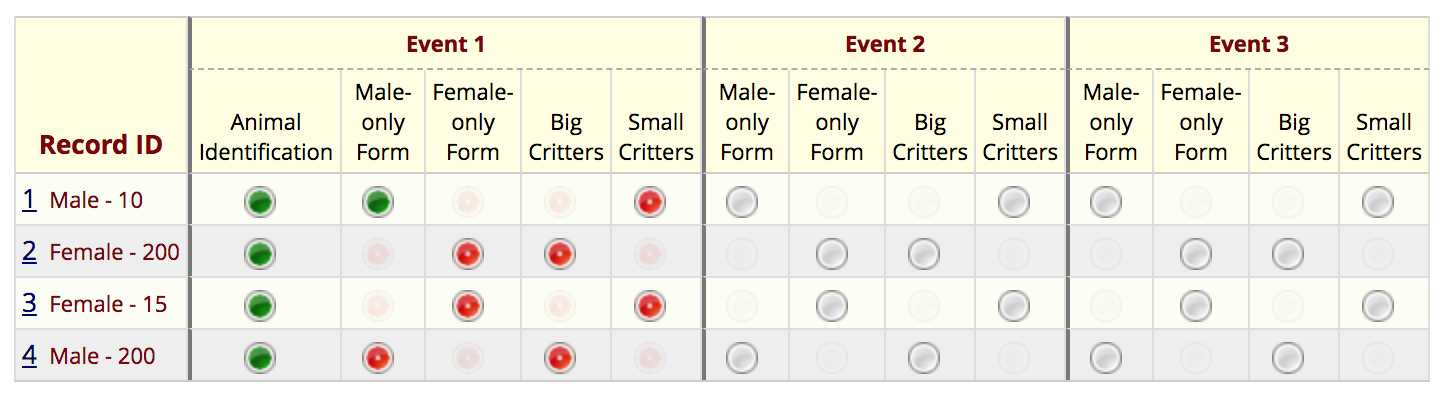 Event 1 Event 2 Event 3
Male- Female- Male- Female- Male- Female-
Animal only only Big Small only only Big Small only only Big Small
Record ID Identification Form Form Critters Critters Form Form Critters Critters Form Form Critters Critters
1 Male - 10
2 Female - 200
3 Female - 15
4 Male - 200